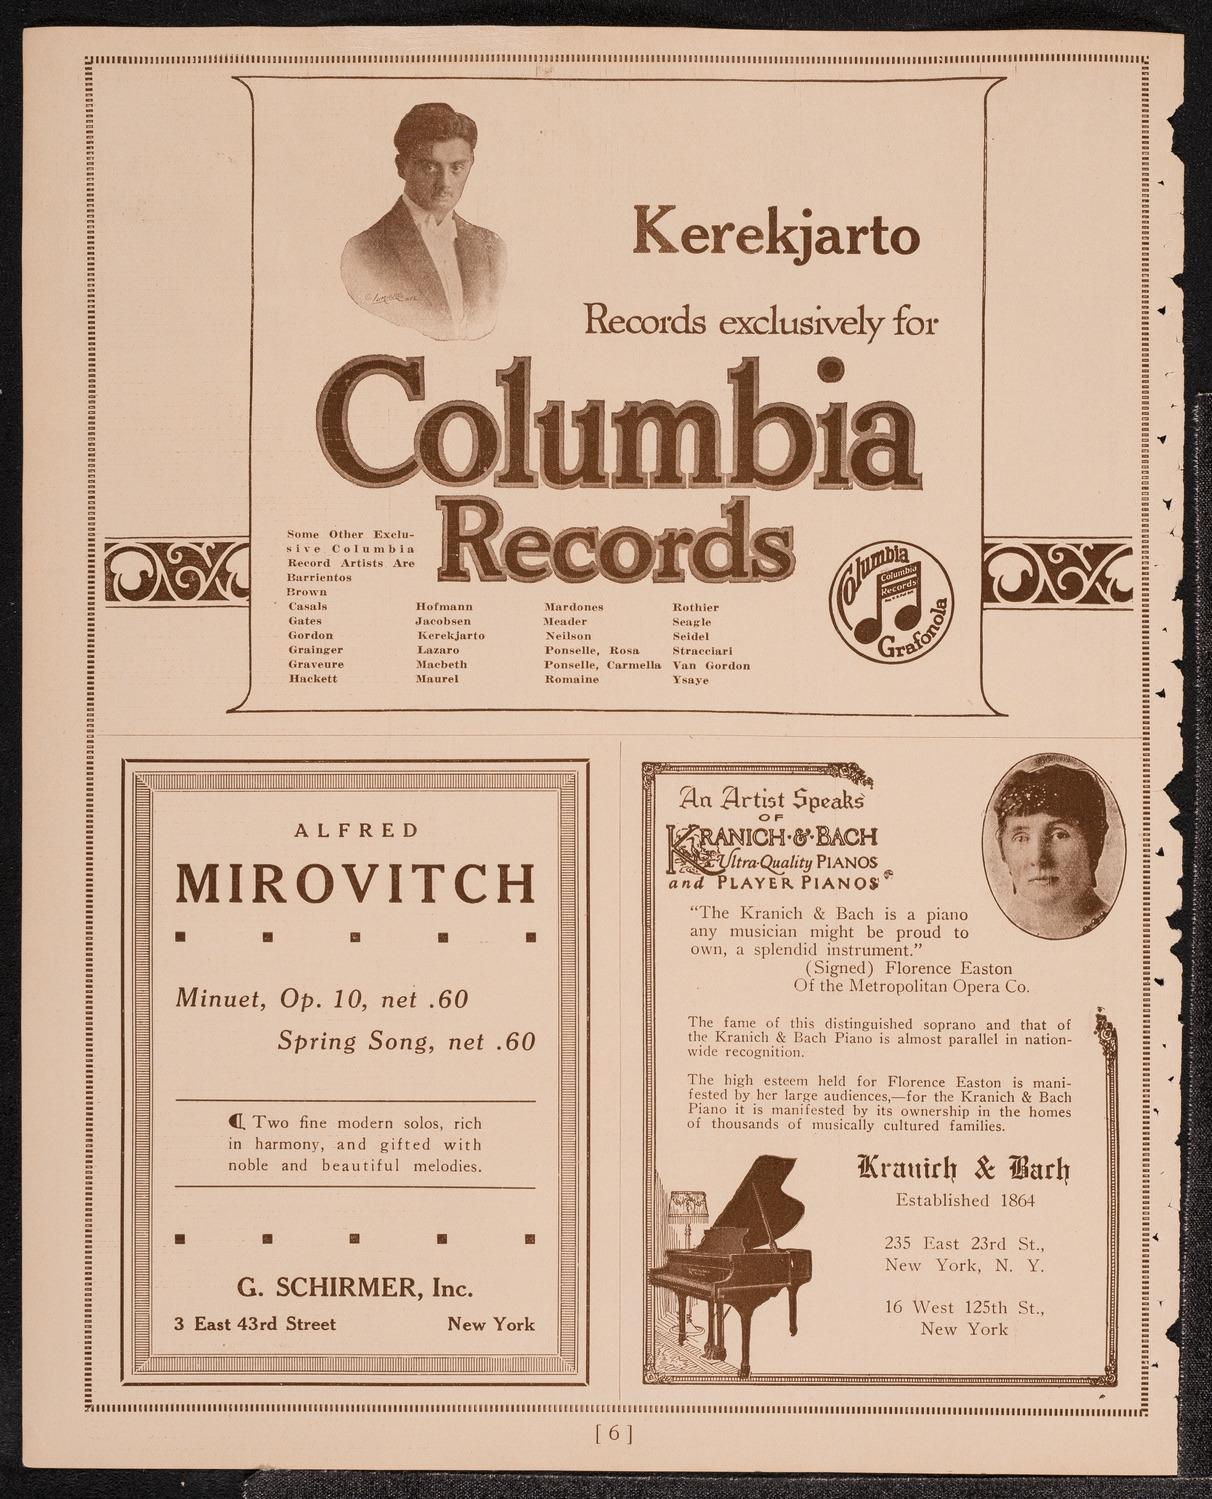 Kerekjarto
Records exclusively for
Columbia
Records
Some Other Exclu-
sive Columbia
Record Artists Are
Barrientos
Brown
Casals
Gates
Gordon
Grainger
Graveure
Hackett
Hofmann
Jacobsen
Kerekjarto
Lazaro
Macbeth
Maurel
Mardones
Meader
Neilson
Ponselle, Rosa
Ponselle, Carmella
Romaine
Rothier
Seagle
Seidel
Stracciari
Van Gordon
Ysaye
Columbia
Columbia
Records
Grafonola
ALFRED
MIROVITCH
Minuet, Op. 10, net .60
Spring Song, net .60
¶ Two fine modern solos, rich
in harmony, and gifted with
noble and beautiful melodies.
G. SCHIRMER, Inc.
3 East 43rd Street New York
An Artist Speaks
OF
KRANICH·&·BACH
Ultra-Quality PIANOS
and PLAYER PIANOS
“The Kranich & Bach is a piano
any musician might be proud to
own, a splendid instrument.”
(Signed) Florence Easton
Of the Metropolitan Opera Co.
The fame of this distinguished soprano and that of
the Kranich & Bach Piano is almost parallel in nation-
wide recognition.
The high esteem held for Florence Easton is mani-
fested by her large audiences,—for the Kranich & Bach
Piano it is manifested by its ownership in the homes
of thousands of musically cultured families.
Kranich & Bach
Established 1864
235 East 23rd St.,
New York, N. Y.
16 West 125th St.,
New York
[ 6 ]